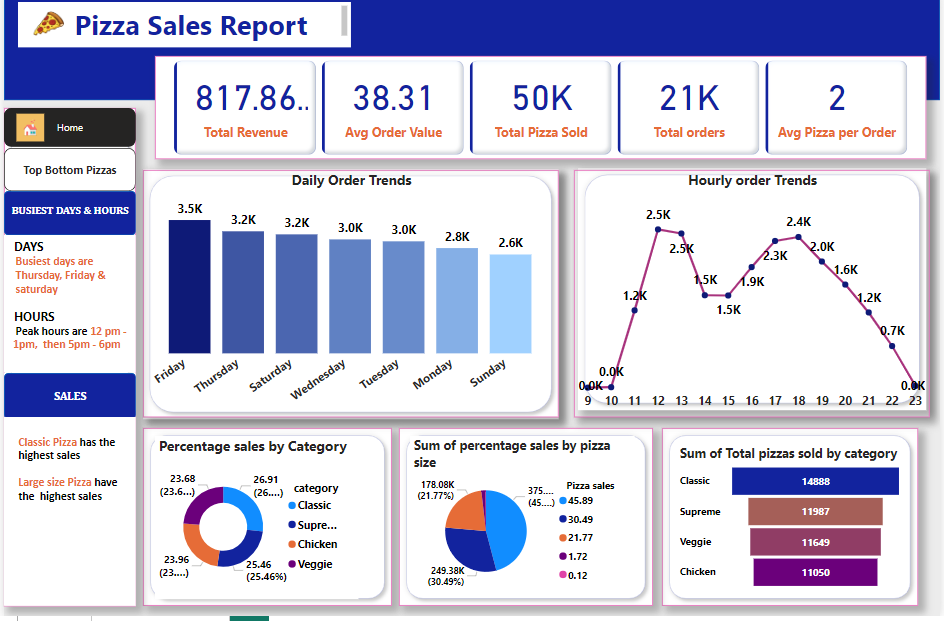 Pizza Sales Report
817.86..
Total Revenue
38.31
Avg Order Value
50K
Total Pizza Sold
21K
Total orders
2
Avg Pizza per Order
Home
Top Bottom Pizzas
BUSIEST DAYS & HOURS
DAYS
Busiest days are
Thursday, Friday &
saturday
HOURS
Peak hours are 12 pm -
1pm, then 5pm - 6pm
SALES
Classic Pizza has the
highest sales
Large size Pizza have
the highest sales
Daily Order Trends
3.5K
3.2K
3.2K
3.0K
3.0K
2.8K
2.6K
Friday
Thursday
Saturday
Wednesday
Tuesday
Monday
Sunday
Hourly order Trends
0.0K
0.0K
1.2K
2.5K
2.5K
1.5K
1.5K
1.9K
2.3K
2.4K
2.0K
1.6K
1.2K
0.7K
0.0K
9 10 11 12 13 14 15 16 17 18 19 20 21 22 23
Percentage sales by Category
23.68
(23.6...)
26.91
(26....)
23.96
(23....)
25.46
(25.46%)
category
Classic
Supre...
Chicken
Veggie
Sum of percentage sales by pizza
size
178.08K
(21.77%)
375....
(45....)
249.38K
(30.49%)
Pizza sales
45.89
30.49
21.77
1.72
0.12
Sum of Total pizzas sold by category
Classic 14888
Supreme 11987
Veggie 11649
Chicken 11050